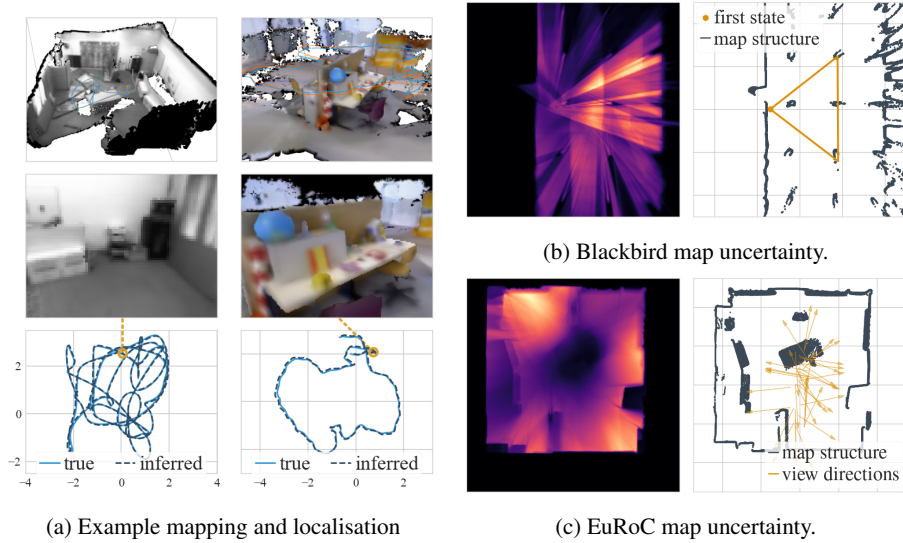 first state
map structure
(b) Blackbird map uncertainty.
2
0
−2
true
inferred
true
inferred
−4
−2
0
2
4
−2
0
2
map structure
view directions
(a) Example mapping and localisation
(c) EuRoC map uncertainty.